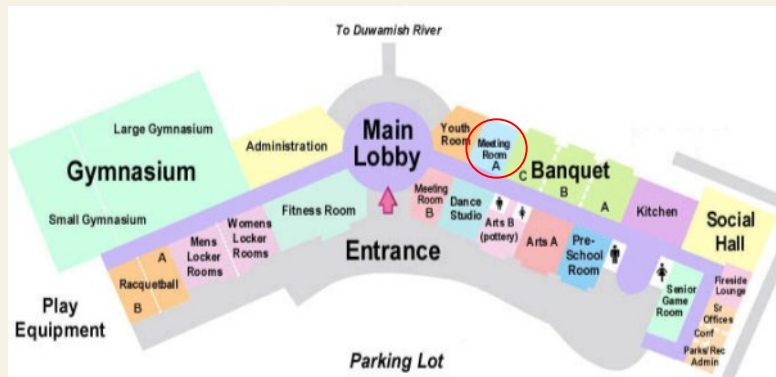 To Duwamish River
Large Gymnasium
Gymnasium
Small Gymnasium
Administration
Main
Lobby
Youth
Room
Meeting
Room
A
C
Banquet
B
A
Kitchen
Social
Hall
Womens
Locker
Rooms
Mens
Locker
Rooms
Fitness Room
Meeting
Room
B
Dance
Studio
Arts B
(pottery)
Arts A
Pre-
School
Room
Senior
Game
Room
Fireside
Lounge
Sr
Offices
Conf
Parks/Rec
Admin
A
Racquetball
B
Entrance
Play
Equipment
Parking Lot